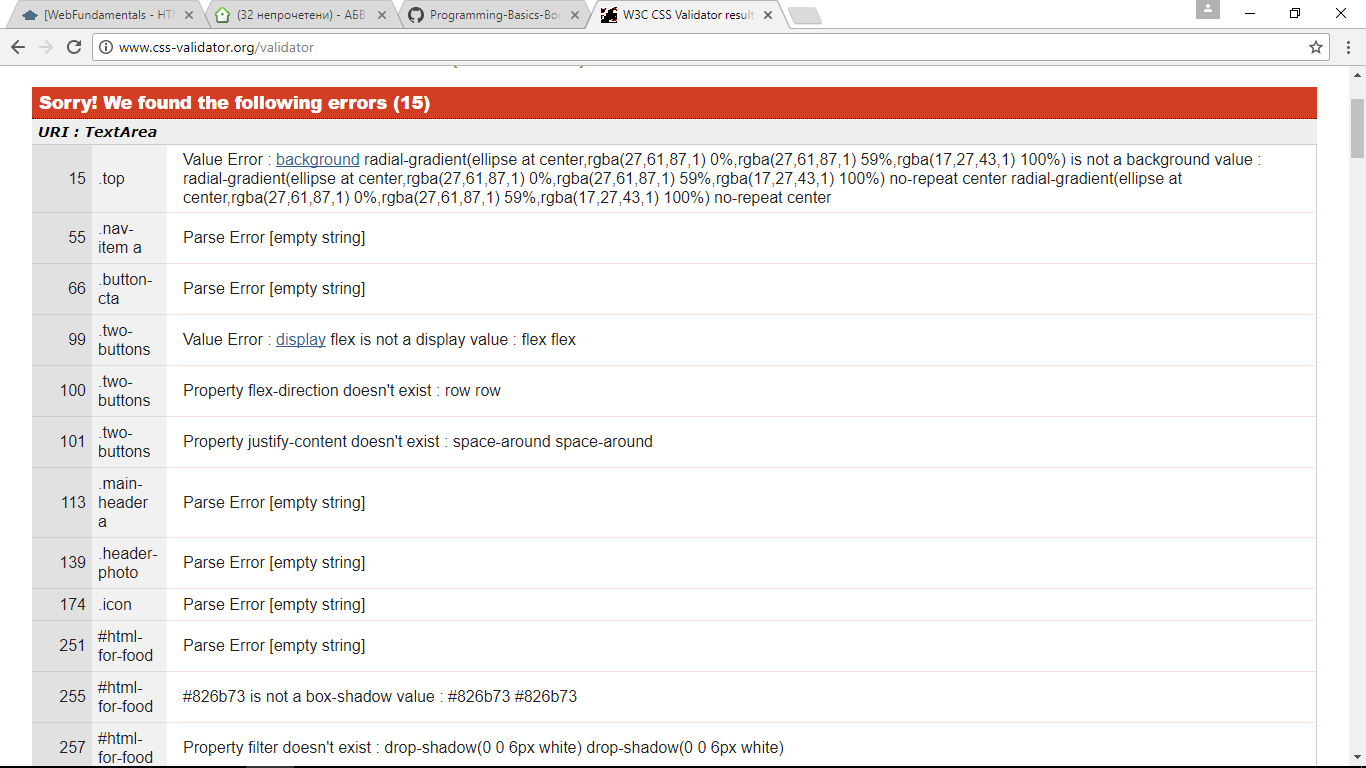 [WebFundamentals - HTM
(32 непрочетени) - АБВ
Programming-Basics-Boo
W3C CSS Validator result
www.css-validator.org/validator
Sorry! We found the following errors (15)
URI : TextArea
15 .top Value Error : background radial-gradient(ellipse at center,rgba(27,61,87,1) 0%,rgba(27,61,87,1) 59%,rgba(17,27,43,1) 100%) is not a background value :
radial-gradient(ellipse at center,rgba(27,61,87,1) 0%,rgba(27,61,87,1) 59%,rgba(17,27,43,1) 100%) no-repeat center radial-gradient(ellipse at
center,rgba(27,61,87,1) 0%,rgba(27,61,87,1) 59%,rgba(17,27,43,1) 100%) no-repeat center
55 .nav-
item a Parse Error [empty string]
66 .button-
cta Parse Error [empty string]
99 .two-
buttons Value Error : display flex is not a display value : flex flex
100 .two-
buttons Property flex-direction doesn't exist : row row
101 .two-
buttons Property justify-content doesn't exist : space-around space-around
113 .main-
header
a Parse Error [empty string]
139 .header-
photo Parse Error [empty string]
174 .icon Parse Error [empty string]
251 #html-
for-food Parse Error [empty string]
255 #html-
for-food #826b73 is not a box-shadow value : #826b73 #826b73
257 #html-
for-food Property filter doesn't exist : drop-shadow(0 0 6px white) drop-shadow(0 0 6px white)